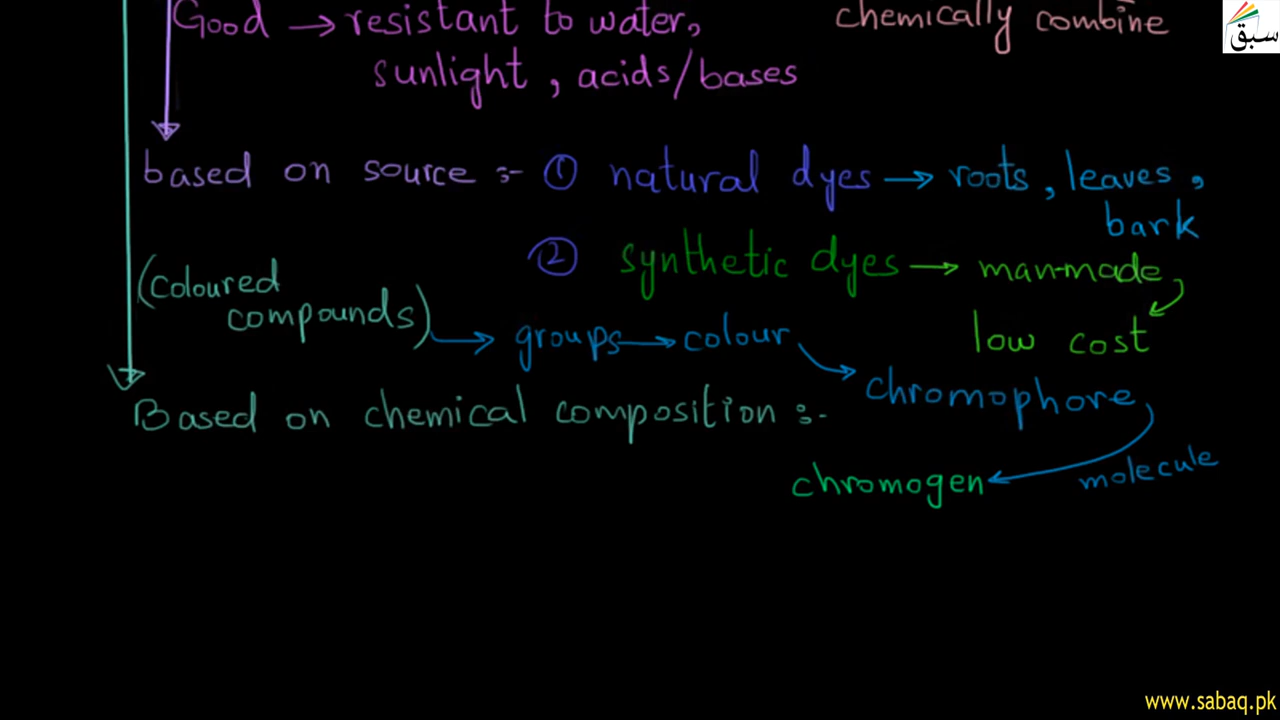 Good → resistant to water,
chemically combine
سبق
sunlight, acids/bases
based on source :- ① natural dyes → roots, leaves,
bark
② synthetic dyes → man-made
(coloured
compounds) → groups → colour
low cost
chromophore
Based on chemical composition :-
molecule
chromogen
www.sabaq.pk